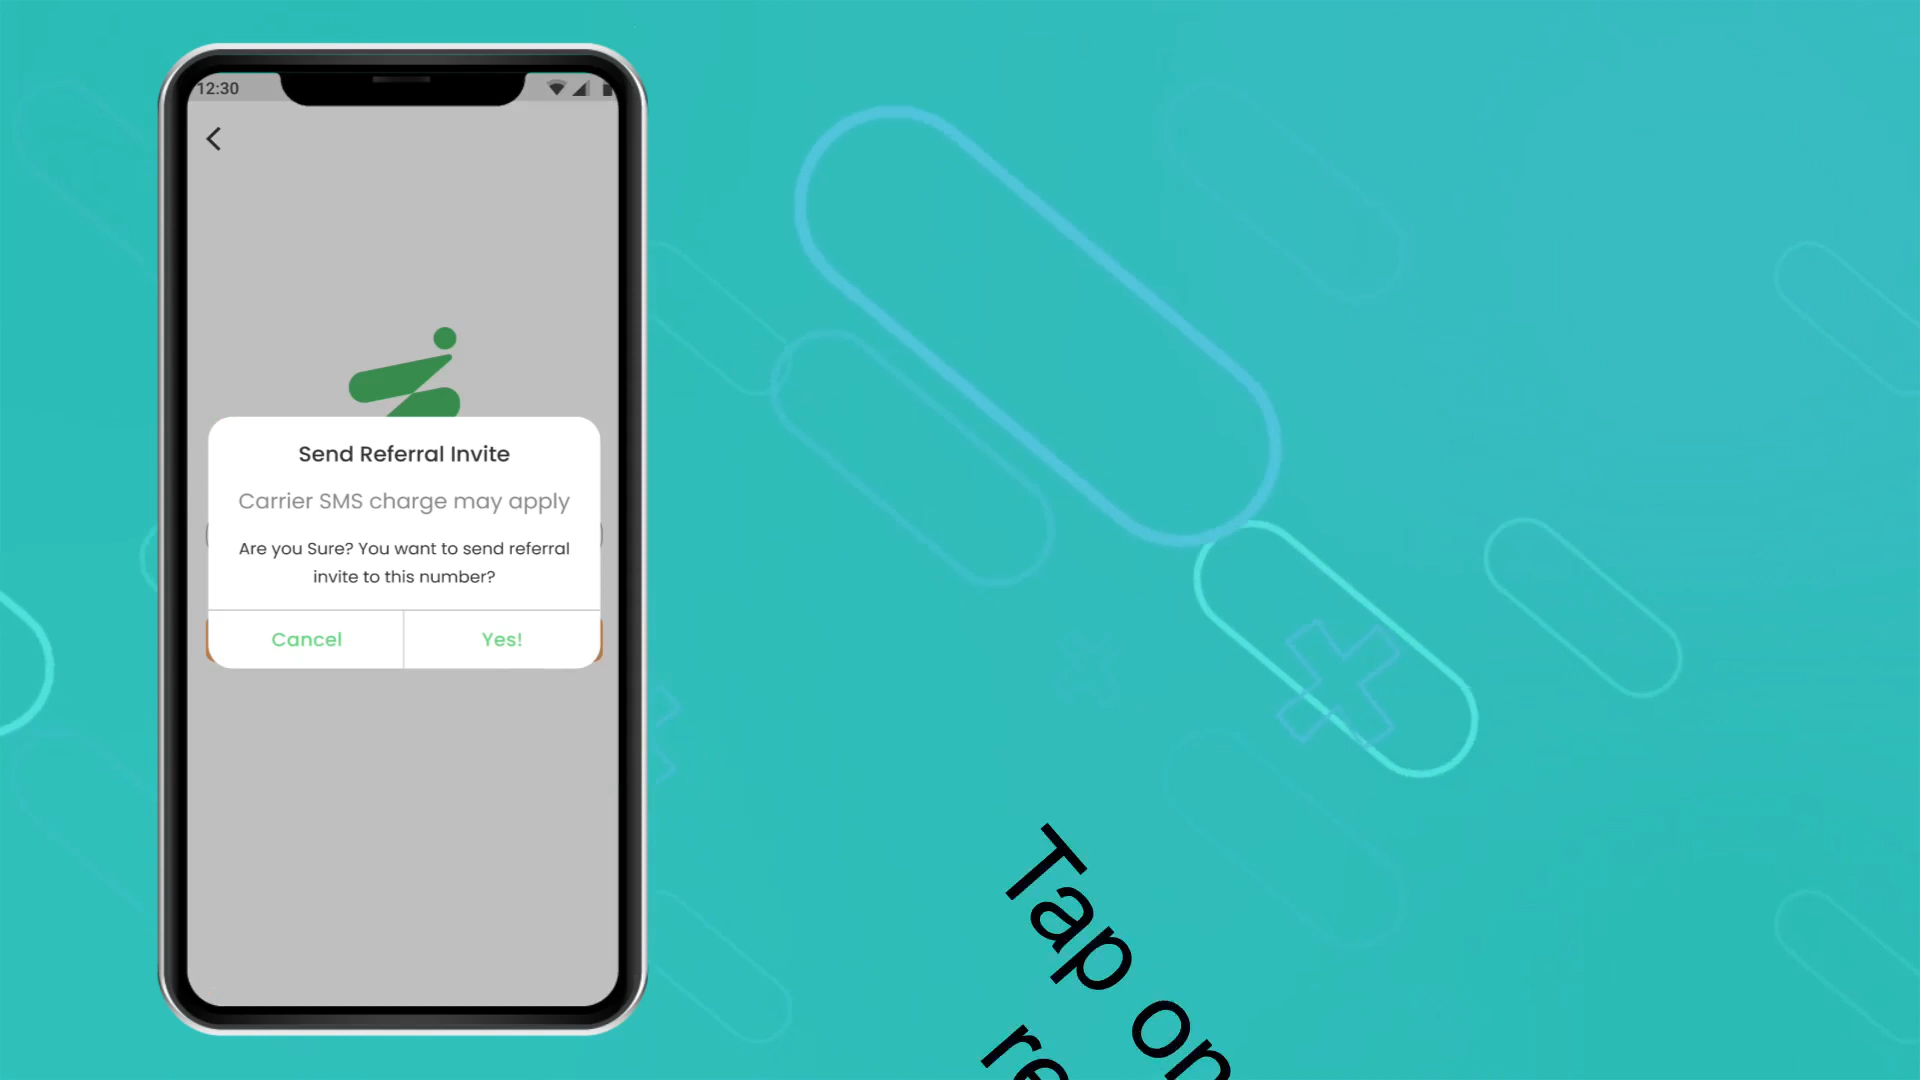 12:30
Send Referral Invite
Carrier SMS charge may apply
Are you Sure? You want to send referral
invite to this number?
Cancel
Yes!
Tap on
re